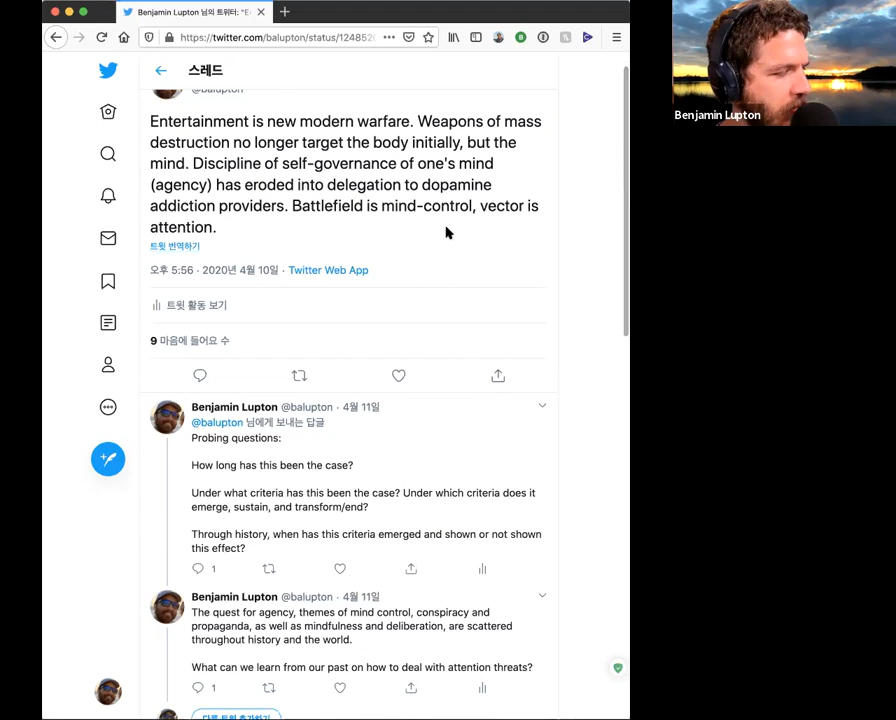 Benjamin Lupton 님의 트위터: "E
https://twitter.com/balupton/status/124852
스레드
@balupton
Entertainment is new modern warfare. Weapons of mass
destruction no longer target the body initially, but the
mind. Discipline of self-governance of one's mind
(agency) has eroded into delegation to dopamine
addiction providers. Battlefield is mind-control, vector is
attention.
트윗 번역하기
오후 5:56 · 2020년 4월 10일 · Twitter Web App
트윗 활동 보기
9 마음에 들어요 수
Benjamin Lupton @balupton · 4월 11일
@balupton 님에게 보내는 답글
Probing questions:
How long has this been the case?
Under what criteria has this been the case? Under which criteria does it
emerge, sustain, and transform/end?
Through history, when has this criteria emerged and shown or not shown
this effect?
1
Benjamin Lupton @balupton · 4월 11일
The quest for agency, themes of mind control, conspiracy and
propaganda, as well as mindfulness and deliberation, are scattered
throughout history and the world.
What can we learn from our past on how to deal with attention threats?
1
다른 트윗 추가하기
Benjamin Lupton